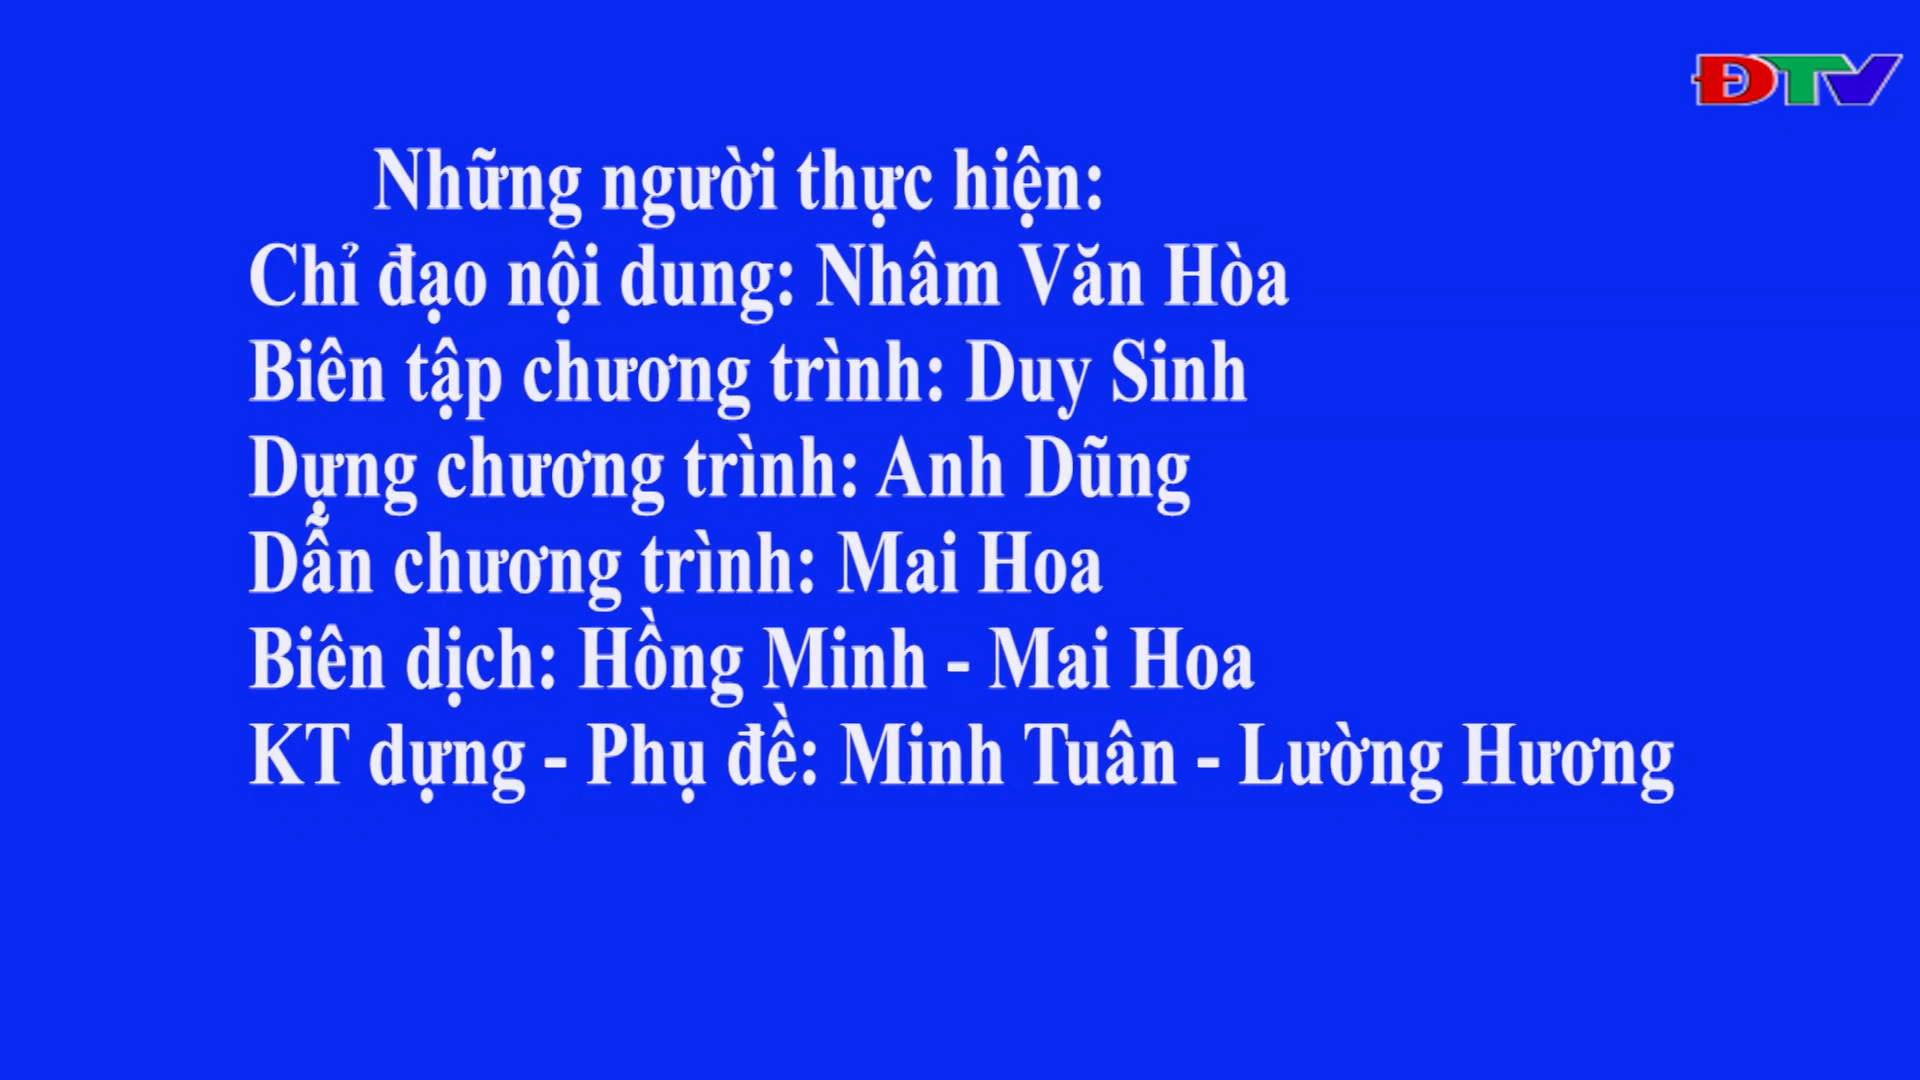 ĐTV
Những người thực hiện:
Chỉ đạo nội dung: Nhâm Văn Hòa
Biên tập chương trình: Duy Sinh
Dựng chương trình: Anh Dũng
Dẫn chương trình: Mai Hoa
Biên dịch: Hồng Minh - Mai Hoa
KT dựng - Phụ đề: Minh Tuân - Lường Hương